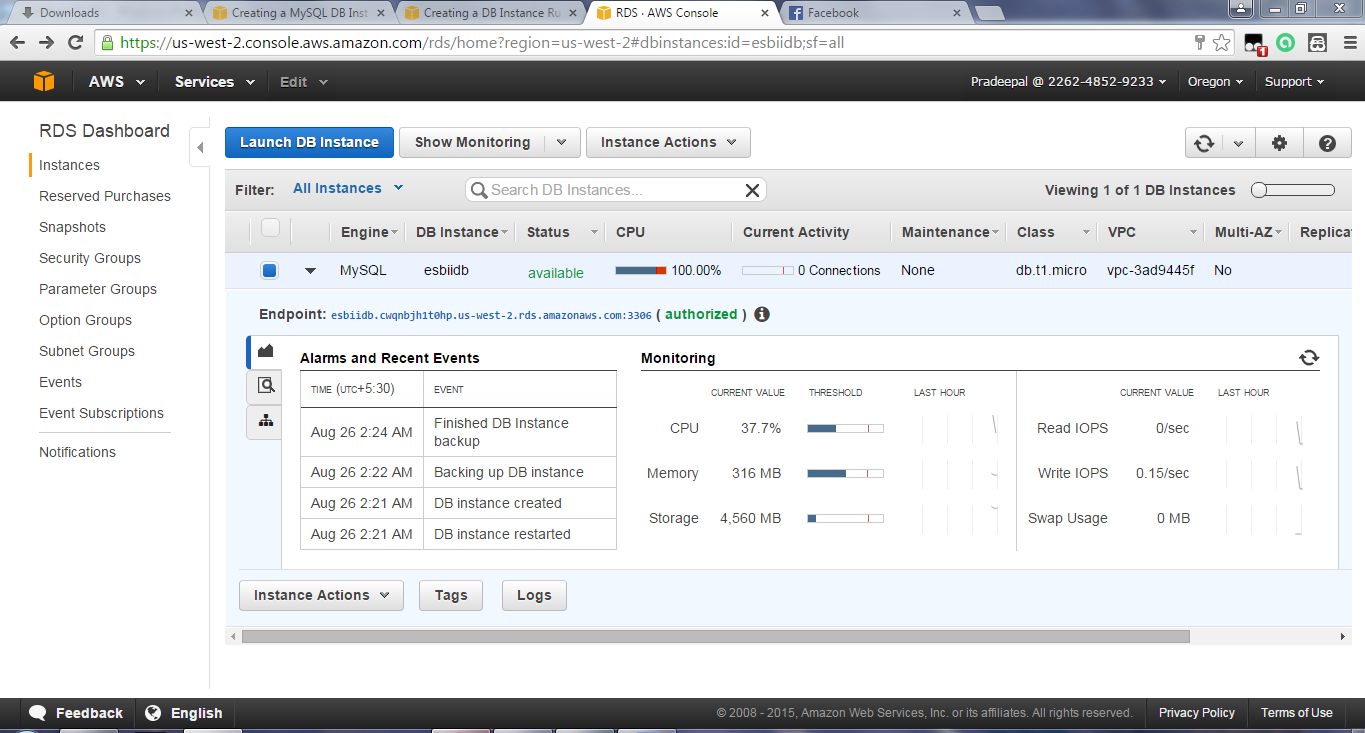 Downloads
Creating a MySQL DB Inst
Creating a DB Instance Ru
RDS · AWS Console
Facebook
https://us-west-2.console.aws.amazon.com/rds/home?region=us-west-2#dbinstances:id=esbiidb;sf=all
1
AWS Services Edit Pradeepal @ 2262-4852-9233 Oregon Support
RDS Dashboard
Instances
Reserved Purchases
Snapshots
Security Groups
Parameter Groups
Option Groups
Subnet Groups
Events
Event Subscriptions
Notifications
Launch DB Instance Show Monitoring Instance Actions ?
Filter: All Instances Search DB Instances... Viewing 1 of 1 DB Instances
Engine DB Instance Status CPU Current Activity Maintenance Class VPC Multi-AZ Replicat
MySQL esbiidb available 100.00% 0 Connections None db.t1.micro vpc-3ad9445f No
Endpoint: esbiidb.cwqnbjh1t0hp.us-west-2.rds.amazonaws.com:3306 ( authorized )
Alarms and Recent Events
TIME (UTC+5:30) EVENT
Aug 26 2:24 AM Finished DB Instance
backup
Aug 26 2:22 AM Backing up DB instance
Aug 26 2:21 AM DB instance created
Aug 26 2:21 AM DB instance restarted
Monitoring
CURRENT VALUE THRESHOLD LAST HOUR CURRENT VALUE LAST HOUR
CPU 37.7% Read IOPS 0/sec
Memory 316 MB Write IOPS 0.15/sec
Storage 4,560 MB Swap Usage 0 MB
Instance Actions Tags Logs
Feedback English © 2008 - 2015, Amazon Web Services, Inc. or its affiliates. All rights reserved. Privacy Policy Terms of Use